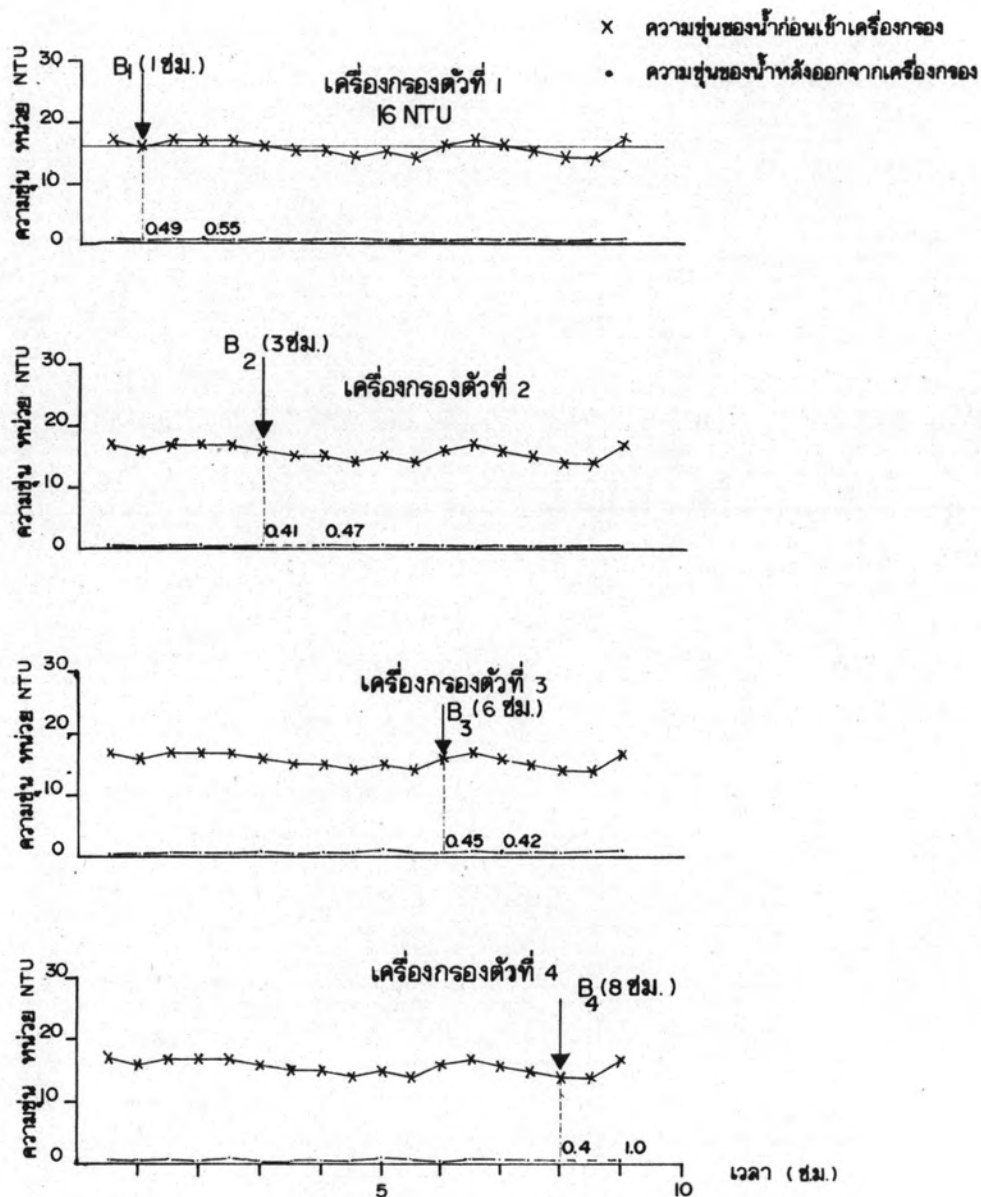 × ความขุ่นของน้ำก่อนเข้าเครื่องกรอง
• ความขุ่นของน้ำหลังออกจากเครื่องกรอง
ความขุ่น หน่วย NTU
30
20
10
0
B1 (1 ชม.)
เครื่องกรองตัวที่ 1
16 NTU
0.49 0.55
ความขุ่น หน่วย NTU
30
20
10
0
B2 (3 ชม.)
เครื่องกรองตัวที่ 2
0.41 0.47
ความขุ่น หน่วย NTU
30
20
10
0
เครื่องกรองตัวที่ 3
B3 (6 ชม.)
0.45 0.42
ความขุ่น หน่วย NTU
30
20
10
0
เครื่องกรองตัวที่ 4
B4 (8 ชม.)
0.4 1.0
5 10 เวลา (ชม.)